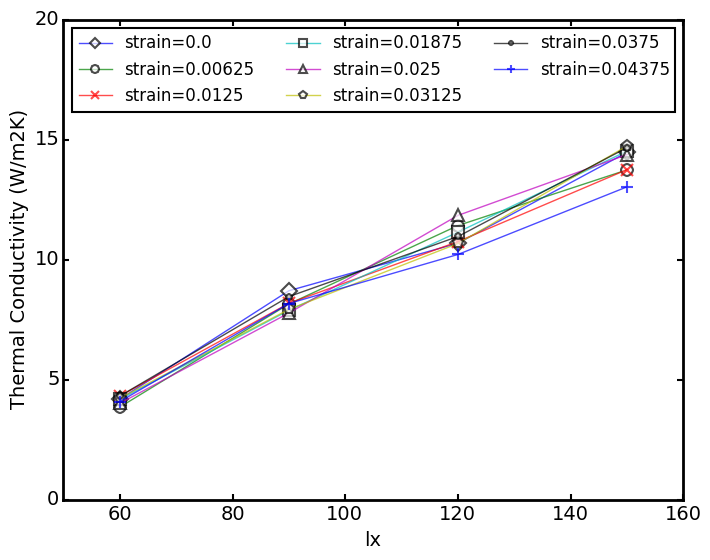 20
15
10
5
0
Thermal Conductivity (W/m2K)
strain=0.0
strain=0.00625
strain=0.0125
strain=0.01875
strain=0.025
strain=0.03125
strain=0.0375
strain=0.04375
60 80 100 120 140 160
lx